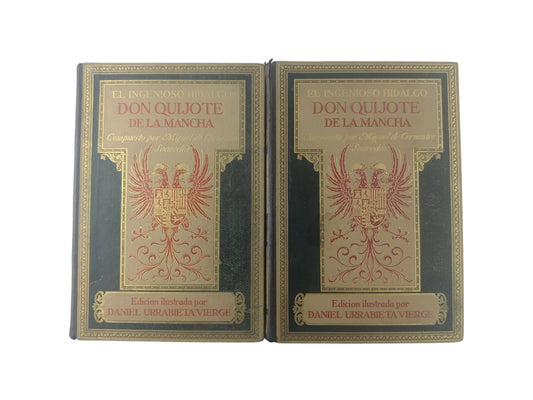 EL INGENIOSO HIDALGO
DON QUIJOTE
DE LA MANCHA
Compuesto por Miguel de Cervantes
Saavedra
Edicion ilustrada por
DANIEL URRABIETA VIERGE
EL INGENIOSO HIDALGO
DON QUIJOTE
DE LA MANCHA
Compuesto por Miguel de Cervantes
Saavedra
Edicion ilustrada por
DANIEL URRABIETA VIERGE